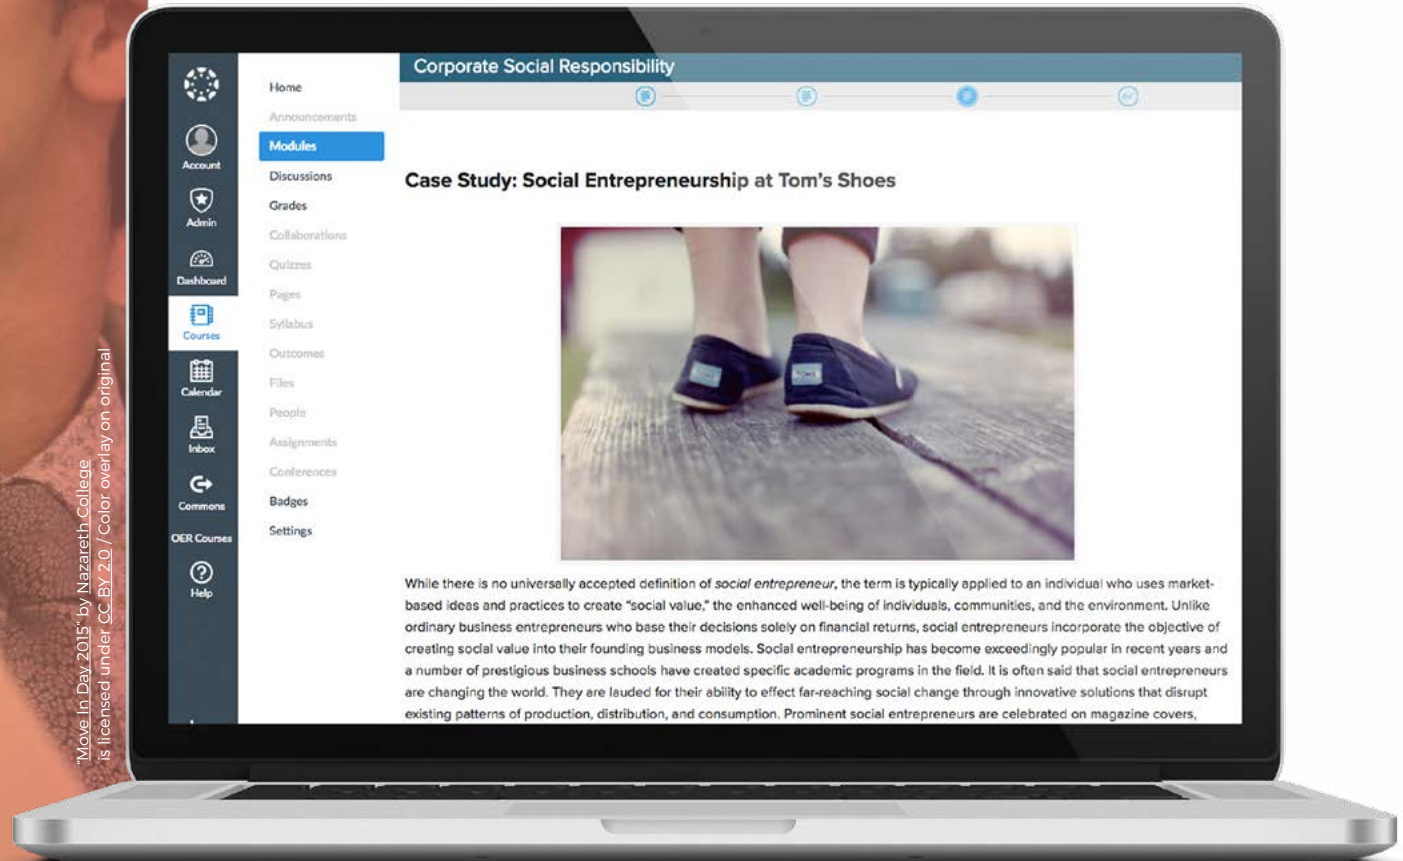 "Move In Day 2015" by Nazareth College
is licensed under CC BY 2.0 / Color overlay on original
Account
Admin
Dashboard
Courses
Calendar
Inbox
Commons
OER Courses
Help
Home
Announcements
Modules
Discussions
Grades
Collaborations
Quizzes
Pages
Syllabus
Outcomes
Files
People
Assignments
Conferences
Badges
Settings
Corporate Social Responsibility
Case Study: Social Entrepreneurship at Tom's Shoes
TOMS
While there is no universally accepted definition of social entrepreneur, the term is typically applied to an individual who uses market-
based ideas and practices to create "social value," the enhanced well-being of individuals, communities, and the environment. Unlike
ordinary business entrepreneurs who base their decisions solely on financial returns, social entrepreneurs incorporate the objective of
creating social value into their founding business models. Social entrepreneurship has become exceedingly popular in recent years and
a number of prestigious business schools have created specific academic programs in the field. It is often said that social entrepreneurs
are changing the world. They are lauded for their ability to effect far-reaching social change through innovative solutions that disrupt
existing patterns of production, distribution, and consumption. Prominent social entrepreneurs are celebrated on magazine covers,